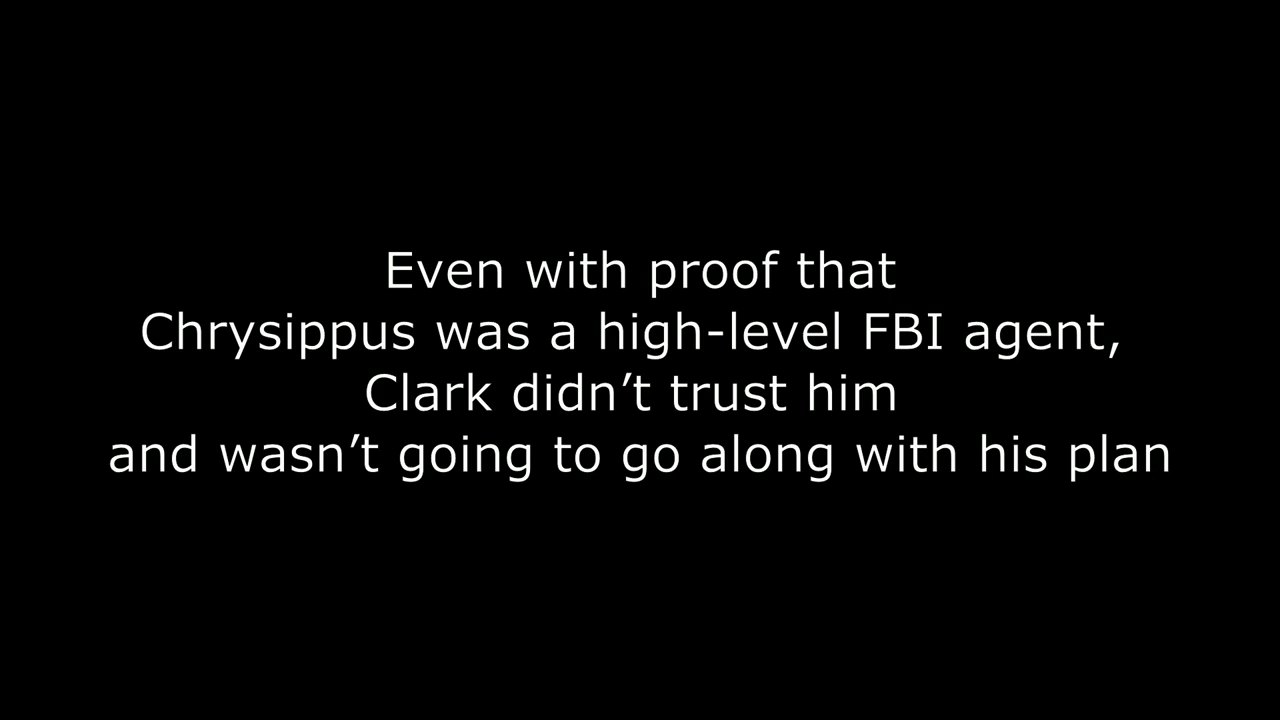 Even with proof that
Chrysippus was a high-level FBI agent,
Clark didn’t trust him
and wasn’t going to go along with his plan